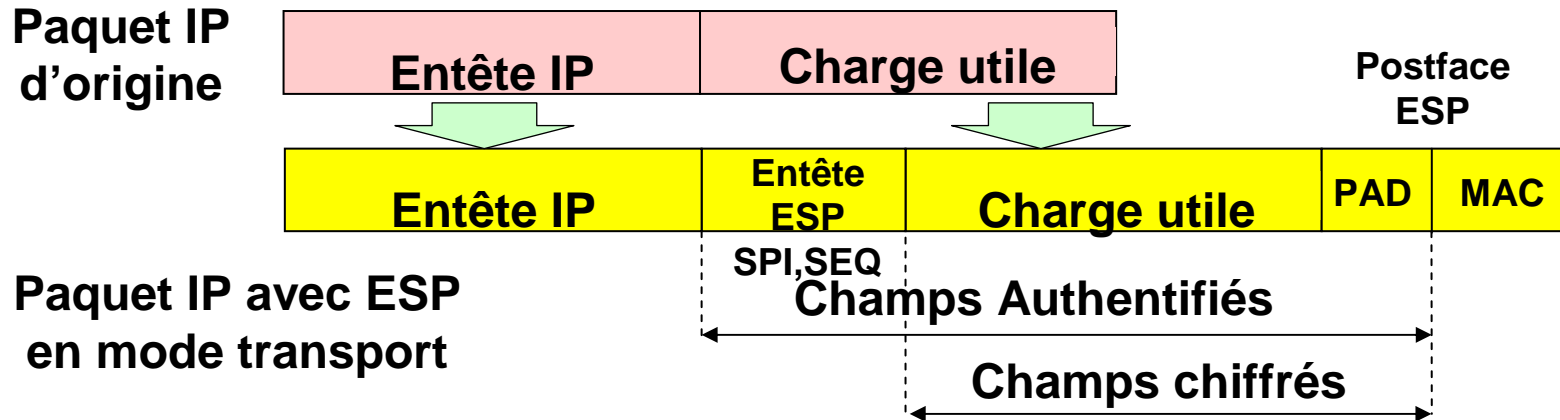 Paquet IP
d’origine
Entête IP
Charge utile
Postface
ESP
Entête IP
Entête
ESP
SPI,SEQ
Charge utile
PAD
MAC
Paquet IP avec ESP
en mode transport
Champs Authentifiés
Champs chiffrés